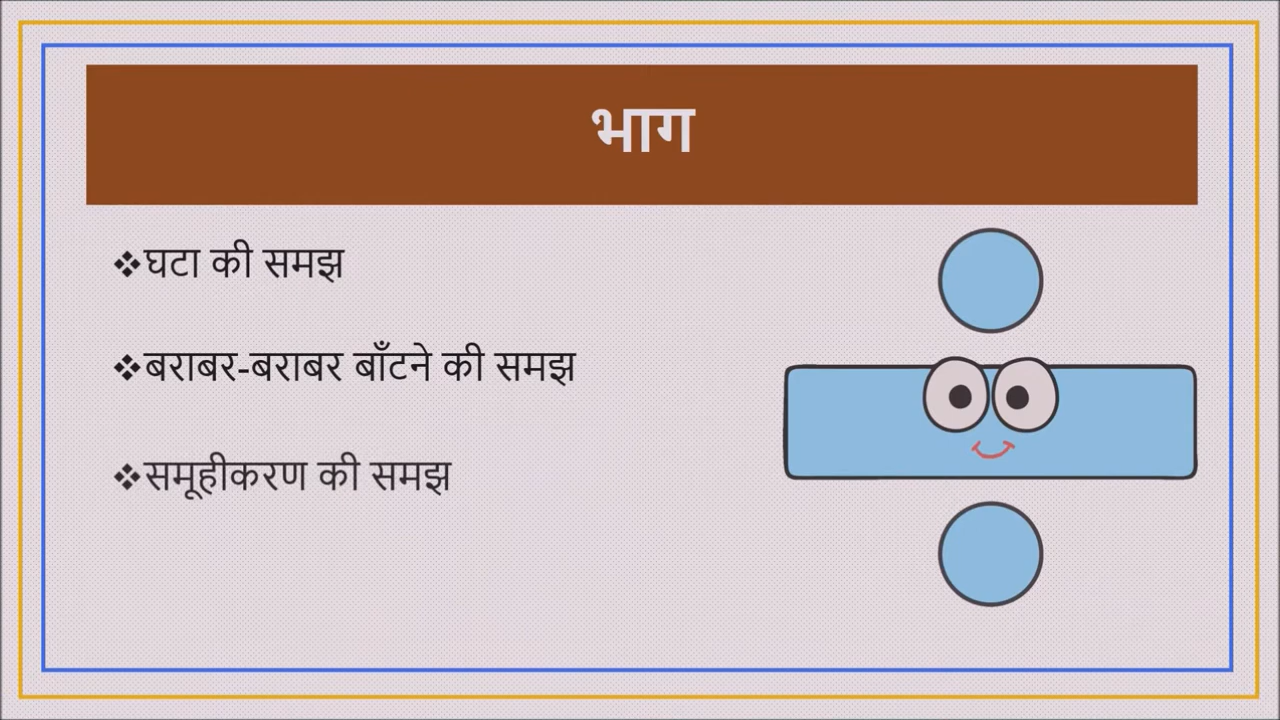 भाग
❖घटा की समझ
❖बराबर-बराबर बाँटने की समझ
❖समूहीकरण की समझ